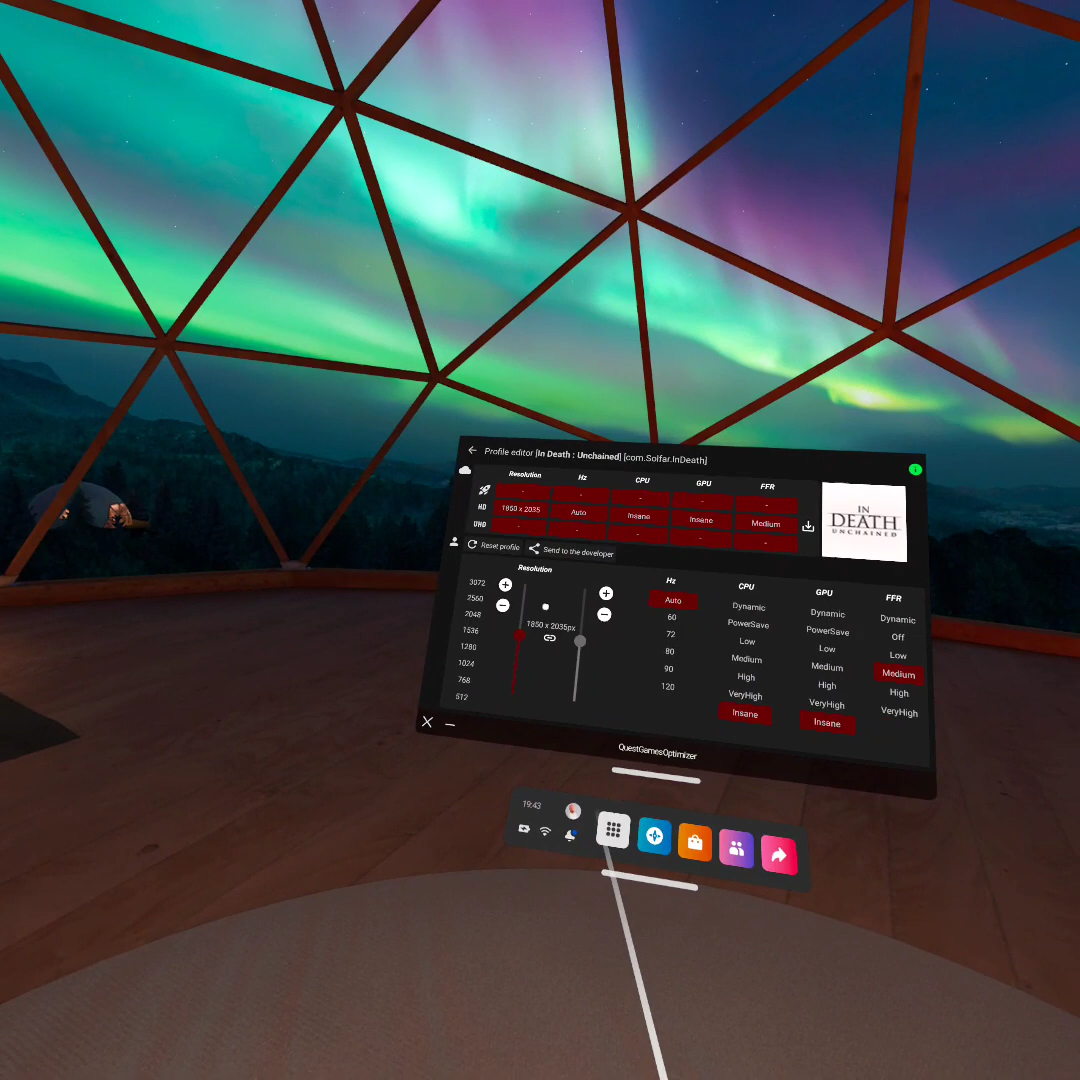 Profile editor [In Death : Unchained] [com.Solfar.InDeath]
Resolution Hz CPU GPU FFR
- - - - -
HD 1850 x 2035 Auto Insane Insane Medium
UHD - - - - -
IN
DEATH
UNCHAINED
Reset profile Send to the developer
Resolution
3072
2560
2048
1536
1280
1024
768
512
1850 x 2035px
Hz
Auto
60
72
80
90
120
CPU
Dynamic
PowerSave
Low
Medium
High
VeryHigh
Insane
GPU
Dynamic
PowerSave
Low
Medium
High
VeryHigh
Insane
FFR
Dynamic
Off
Low
Medium
High
VeryHigh
QuestGamesOptimizer
19:43